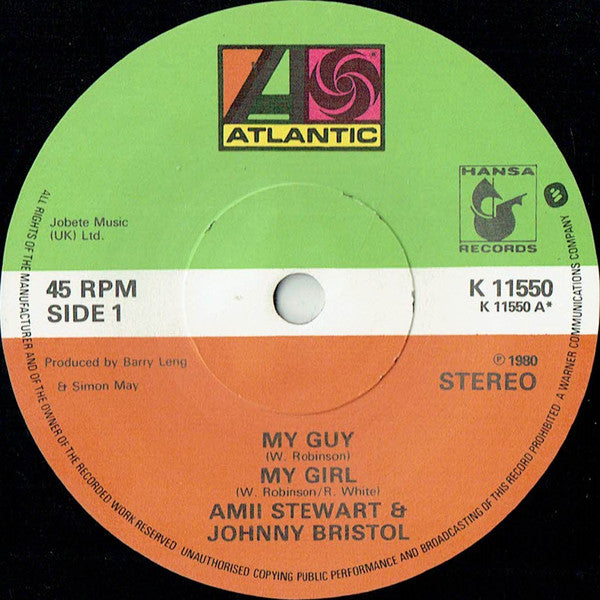 ATLANTIC
HANSA
RECORDS
Jobete Music
(UK) Ltd.
45 RPM
SIDE 1
K 11550
K 11550 A*
Produced by Barry Leng
& Simon May
℗ 1980
STEREO
MY GUY
(W. Robinson)
MY GIRL
(W. Robinson/R. White)
AMII STEWART &
JOHNNY BRISTOL
ALL RIGHTS OF THE MANUFACTURER AND OF THE OWNER OF THE RECORDED WORK RESERVED UNAUTHORISED COPYING PUBLIC PERFORMANCE AND BROADCASTING OF THIS RECORD PROHIBITED A WARNER COMMUNICATIONS COMPANY